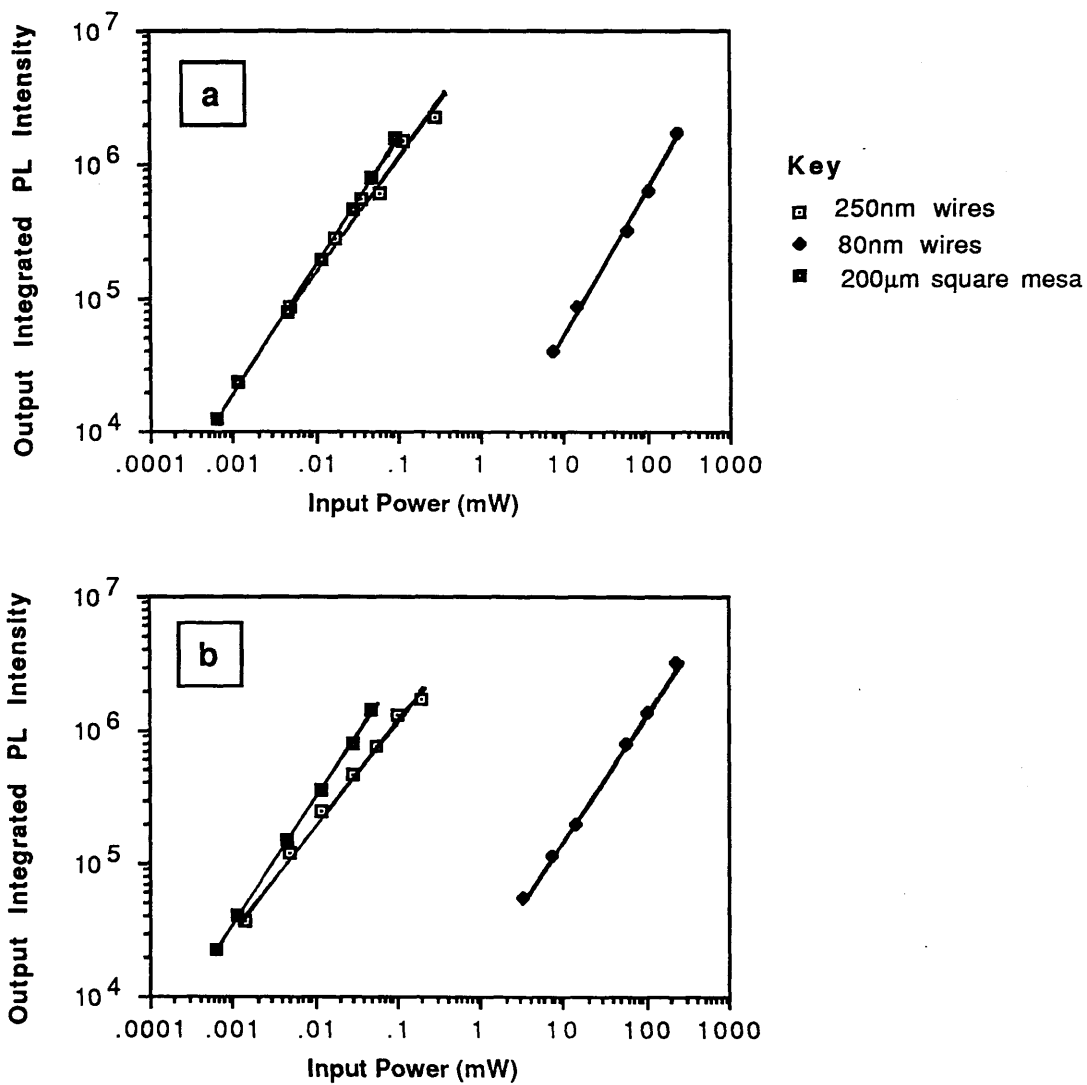 a
Output Integrated PL Intensity
10^7
10^6
10^5
10^4
.0001 .001 .01 .1 1 10 100 1000
Input Power (mW)
Key
250nm wires
80nm wires
200µm square mesa
b
Output Integrated PL Intensity
10^7
10^6
10^5
10^4
.0001 .001 .01 .1 1 10 100 1000
Input Power (mW)